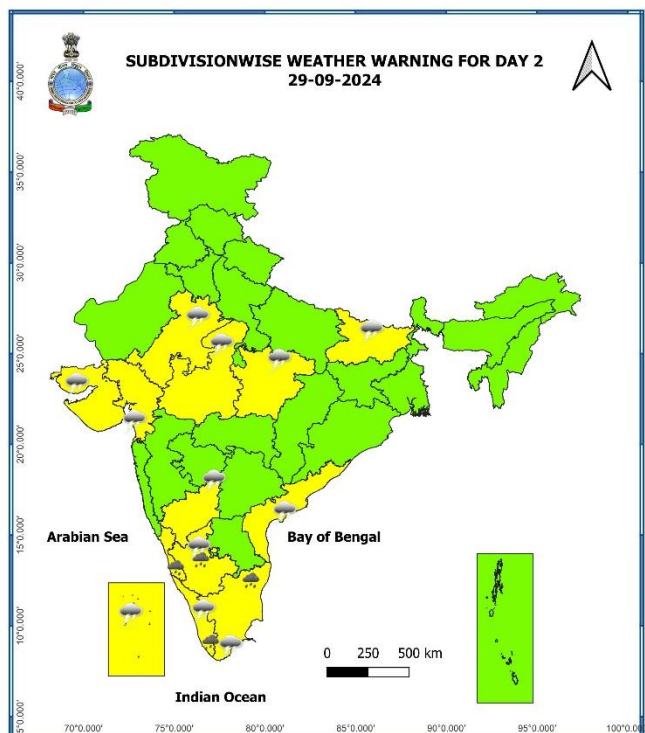 SUBDIVISIONWISE WEATHER WARNING FOR DAY 2
29-09-2024
40°0.000'
35°0.000'
30°0.000'
25°0.000'
20°0.000'
15°0.000'
10°0.000'
5°0.000'
Arabian Sea
Bay of Bengal
0 250 500 km
Indian Ocean
70°0.000' 75°0.000' 80°0.000' 85°0.000' 90°0.000' 95°0.000' 100°0.000'